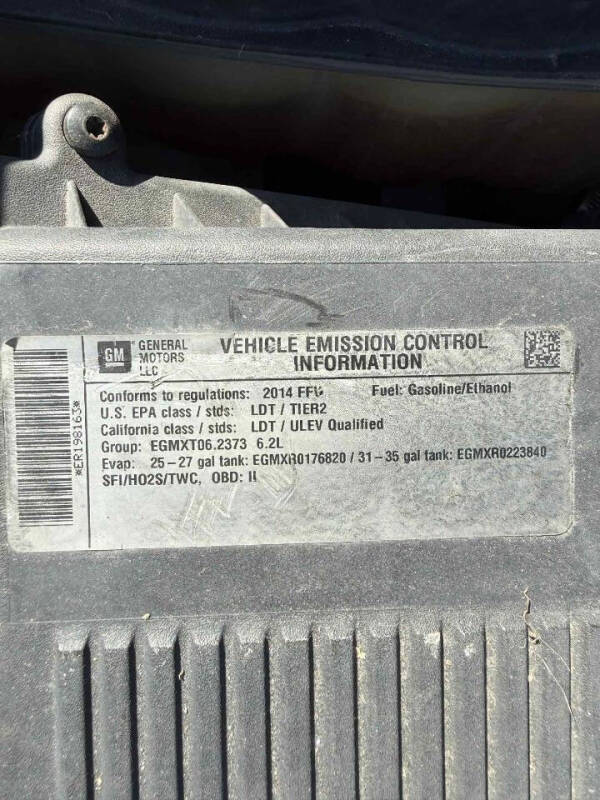 GM GENERAL MOTORS LLC
VEHICLE EMISSION CONTROL
INFORMATION
Conforms to regulations: 2014 FFV Fuel: Gasoline/Ethanol
U.S. EPA class / stds: LDT / TIER2
California class / stds: LDT / ULEV Qualified
Group: EGMXT06.2373 6.2L
Evap: 25-27 gal tank: EGMXR0176820 / 31-35 gal tank: EGMXR0223840
SFI/HO2S/TWC, OBD: II
*ER198163*